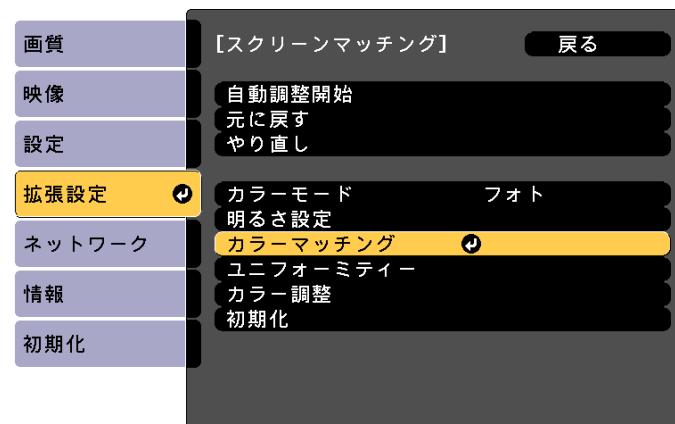 画質
映像
設定
拡張設定
ネットワーク
情報
初期化
[スクリーンマッチング] 戻る
自動調整開始
元に戻す
やり直し
カラーモード フォト
明るさ設定
カラーマッチング
ユニフォーミティー
カラー調整
初期化